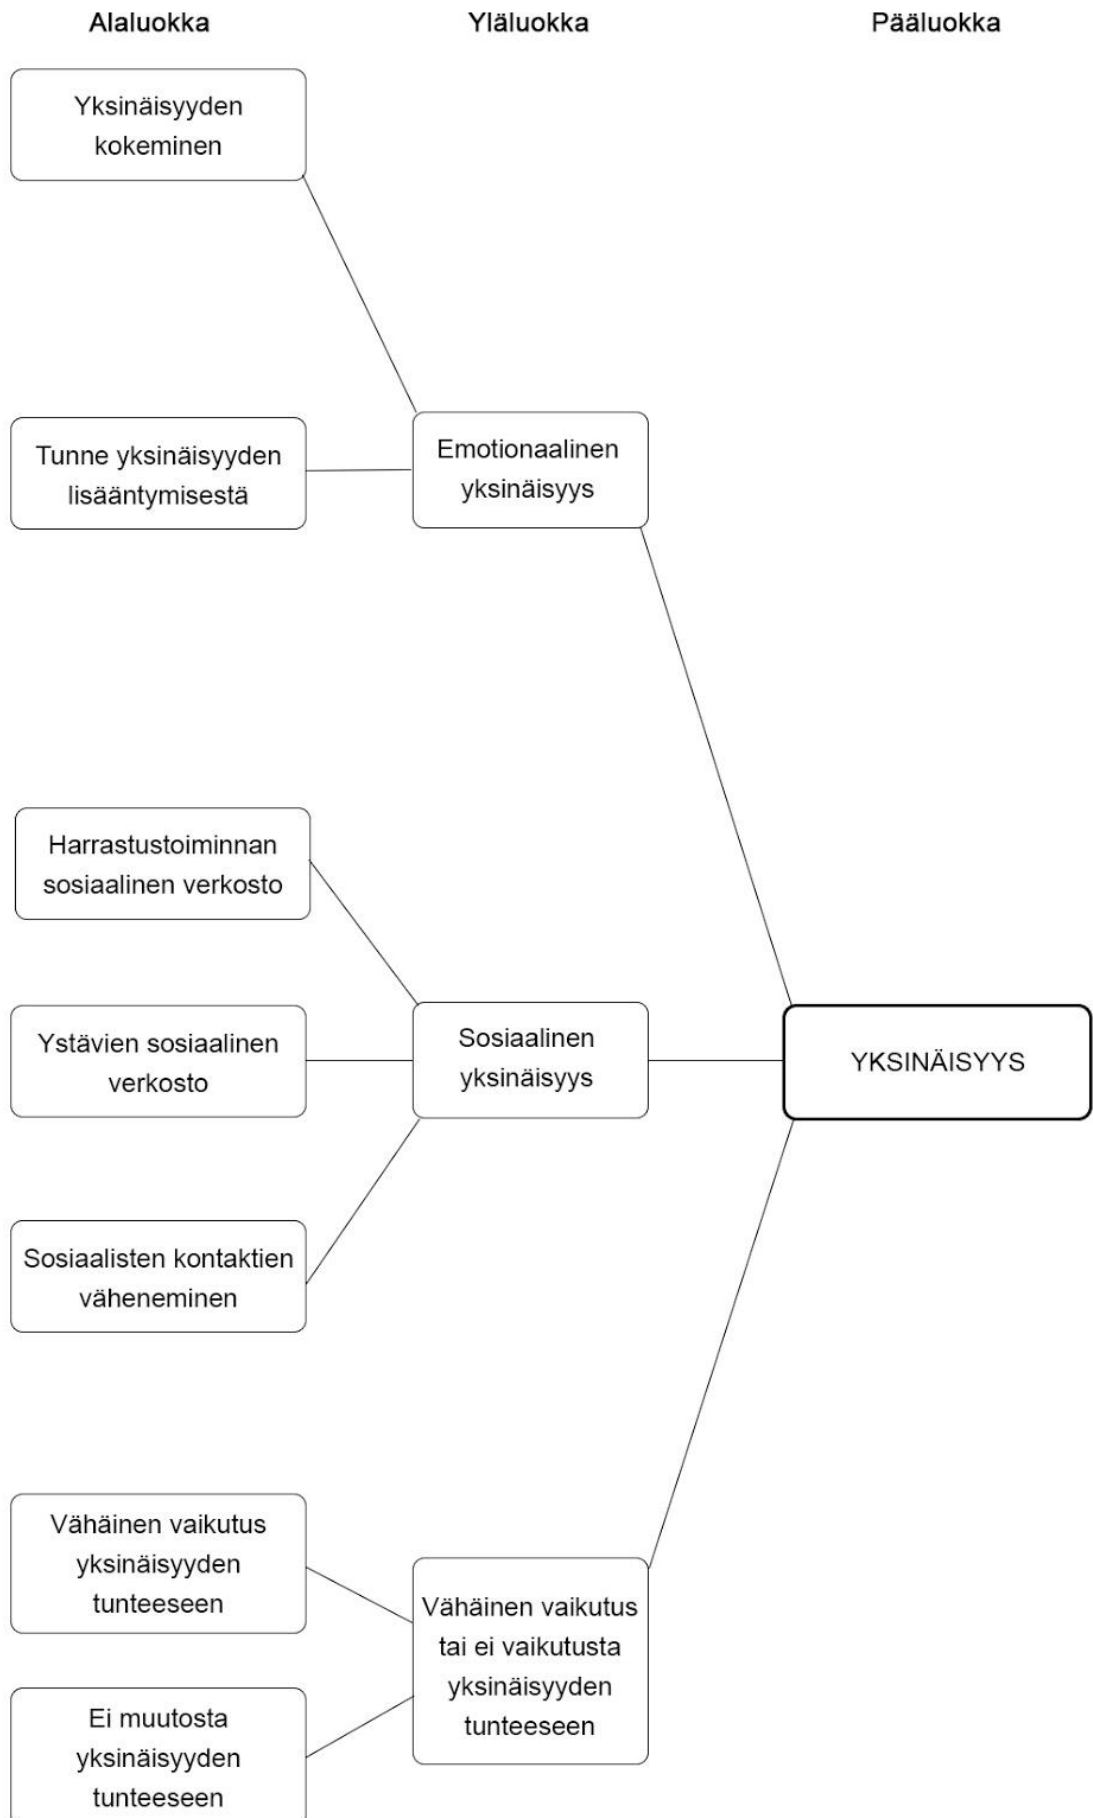 Alaluokka
Yläluokka
Pääluokka
Yksinäisyyden
kokeminen
Tunne yksinäisyyden
lisääntymisestä
Emotionaalinen
yksinäisyys
Harrastustoiminnan
sosiaalinen verkosto
Ystävien sosiaalinen
verkosto
Sosiaalisten kontaktien
väheneminen
Sosiaalinen
yksinäisyys
YKSINÄISYYS
Vähäinen vaikutus
yksinäisyyden
tunteeseen
Ei muutosta
yksinäisyyden
tunteeseen
Vähäinen vaikutus
tai ei vaikutusta
yksinäisyyden
tunteeseen